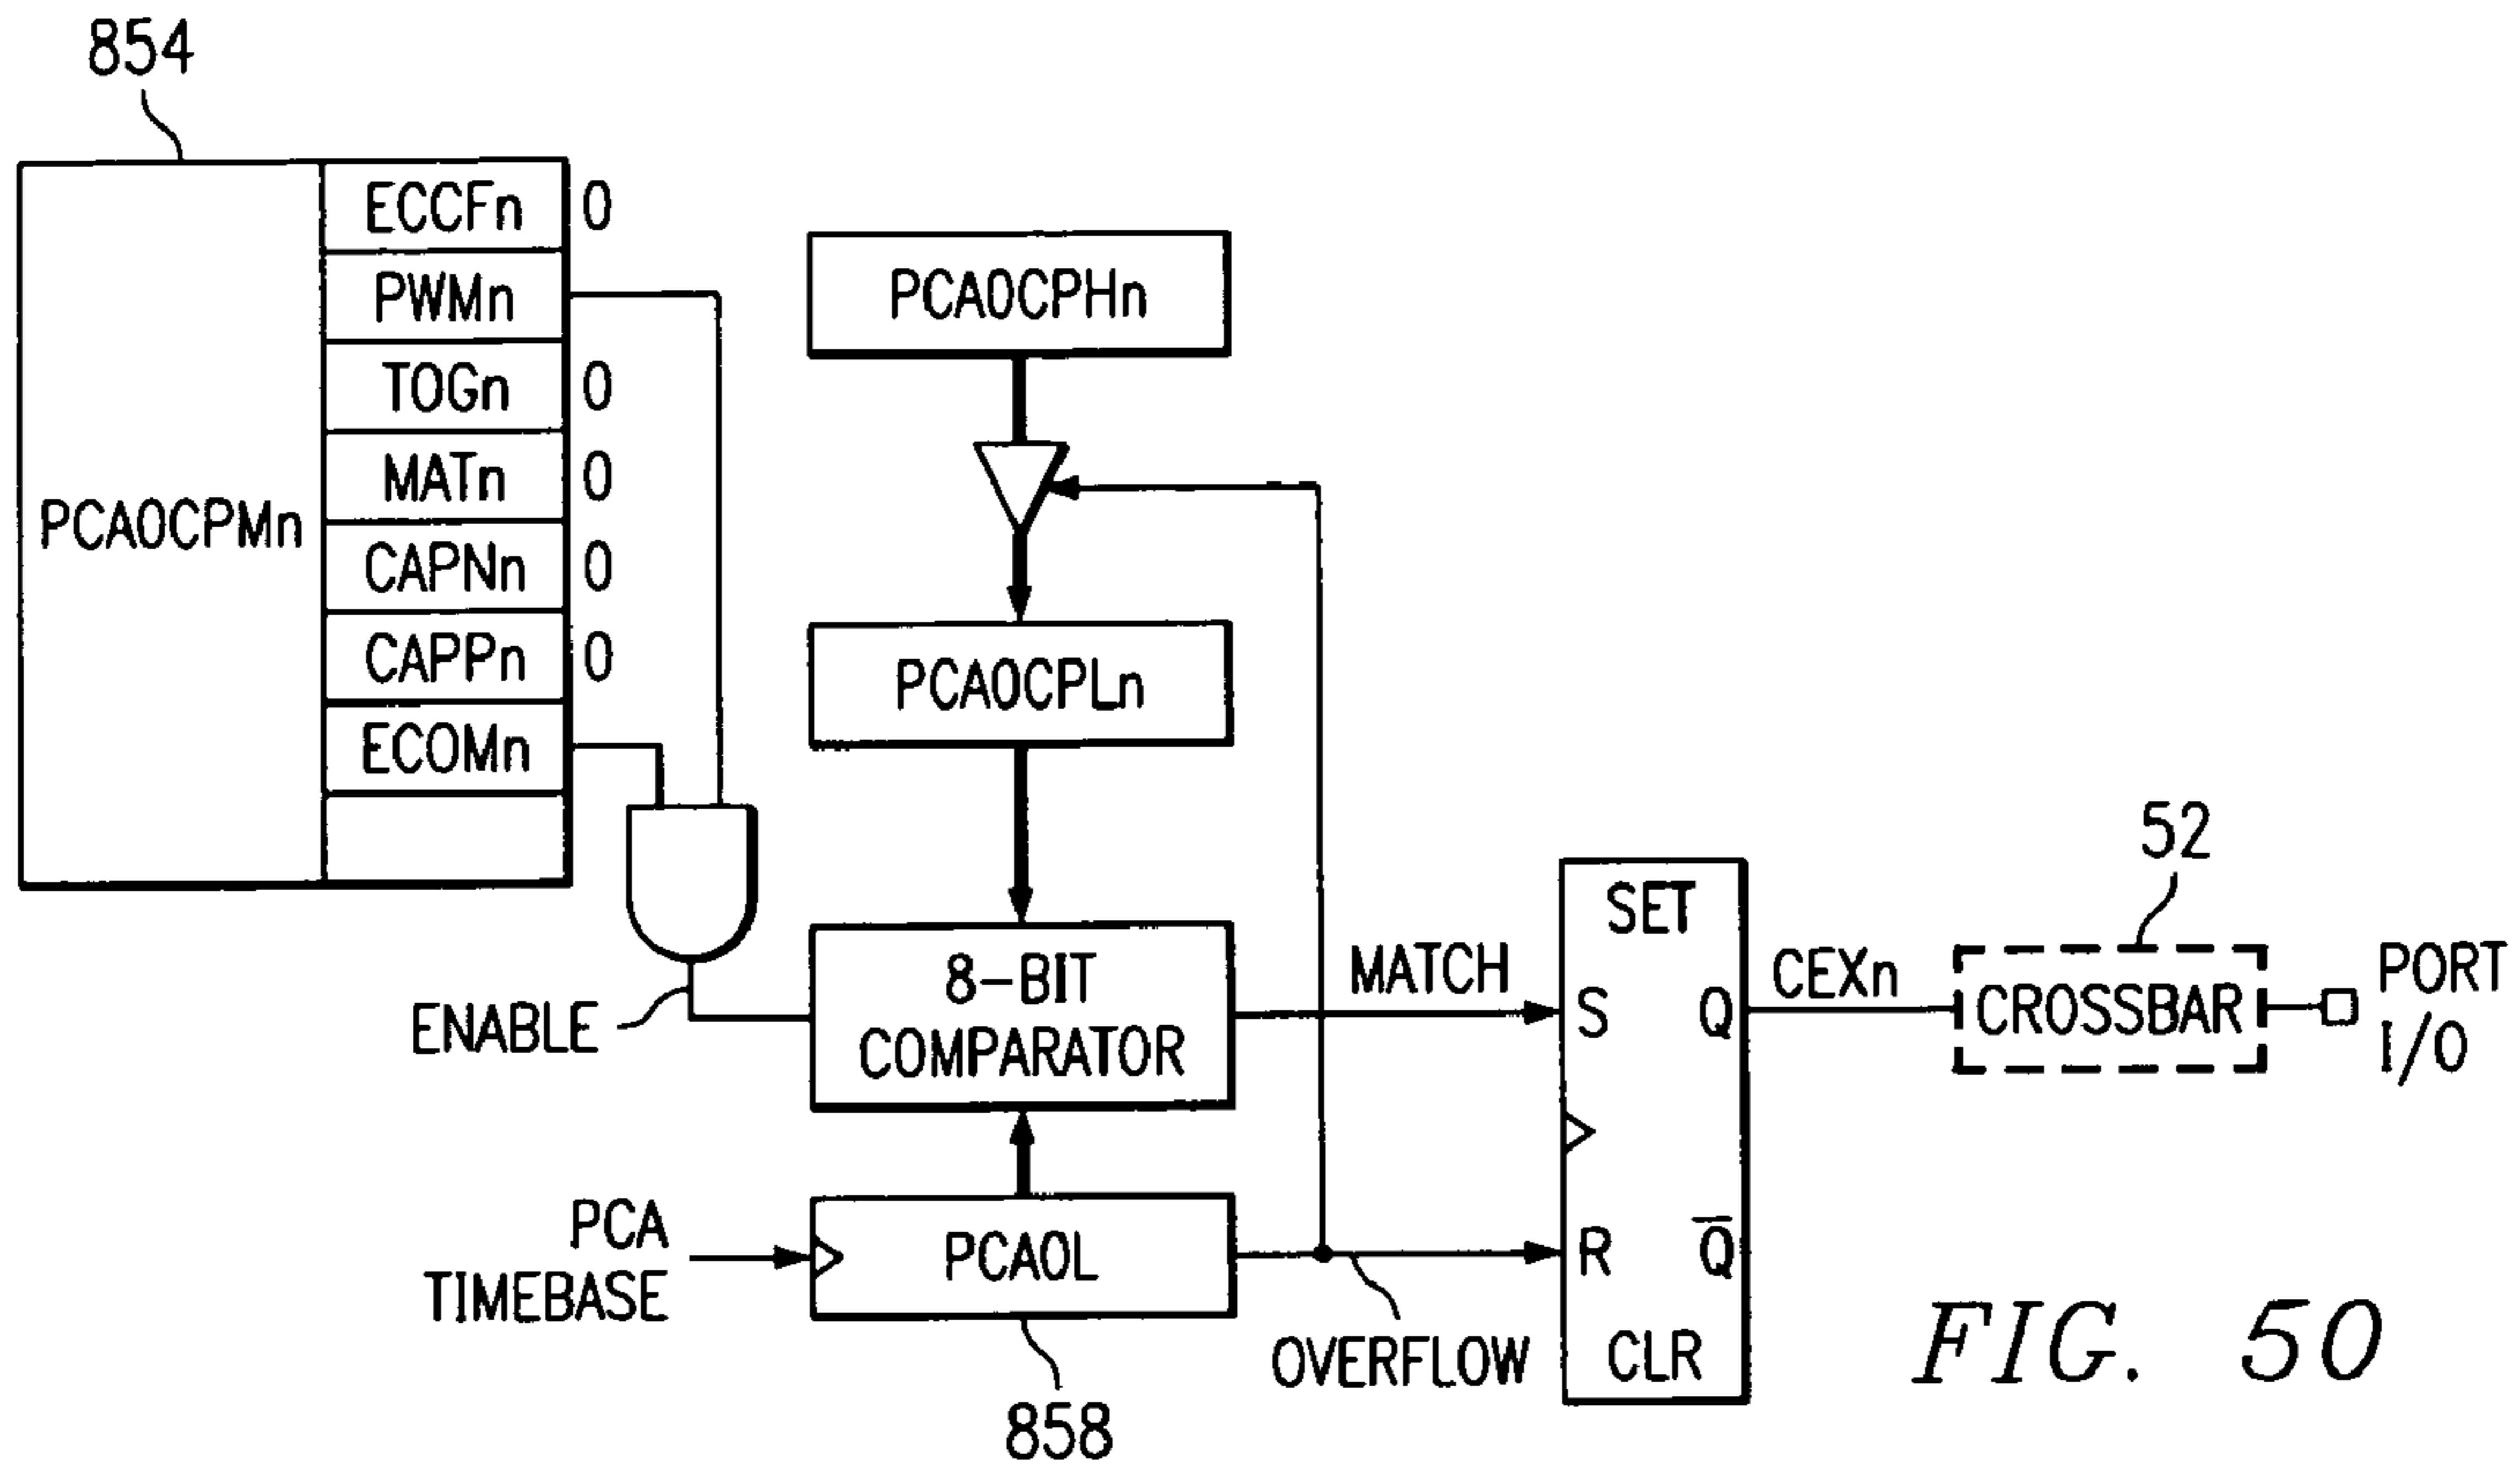 854
ECCFn 0
PWMn
TOGn 0
MATn 0
PCA0CPMn
CAPNn 0
CAPPn 0
ECOMn
PCA0CPHn
PCA0CPLn
ENABLE
8-BIT
COMPARATOR
PCA
TIMEBASE
PCA0L
858
MATCH
OVERFLOW
SET
S Q
R Q̅
CLR
CEXn
52
CROSSBAR
PORT
I/O
FIG. 50